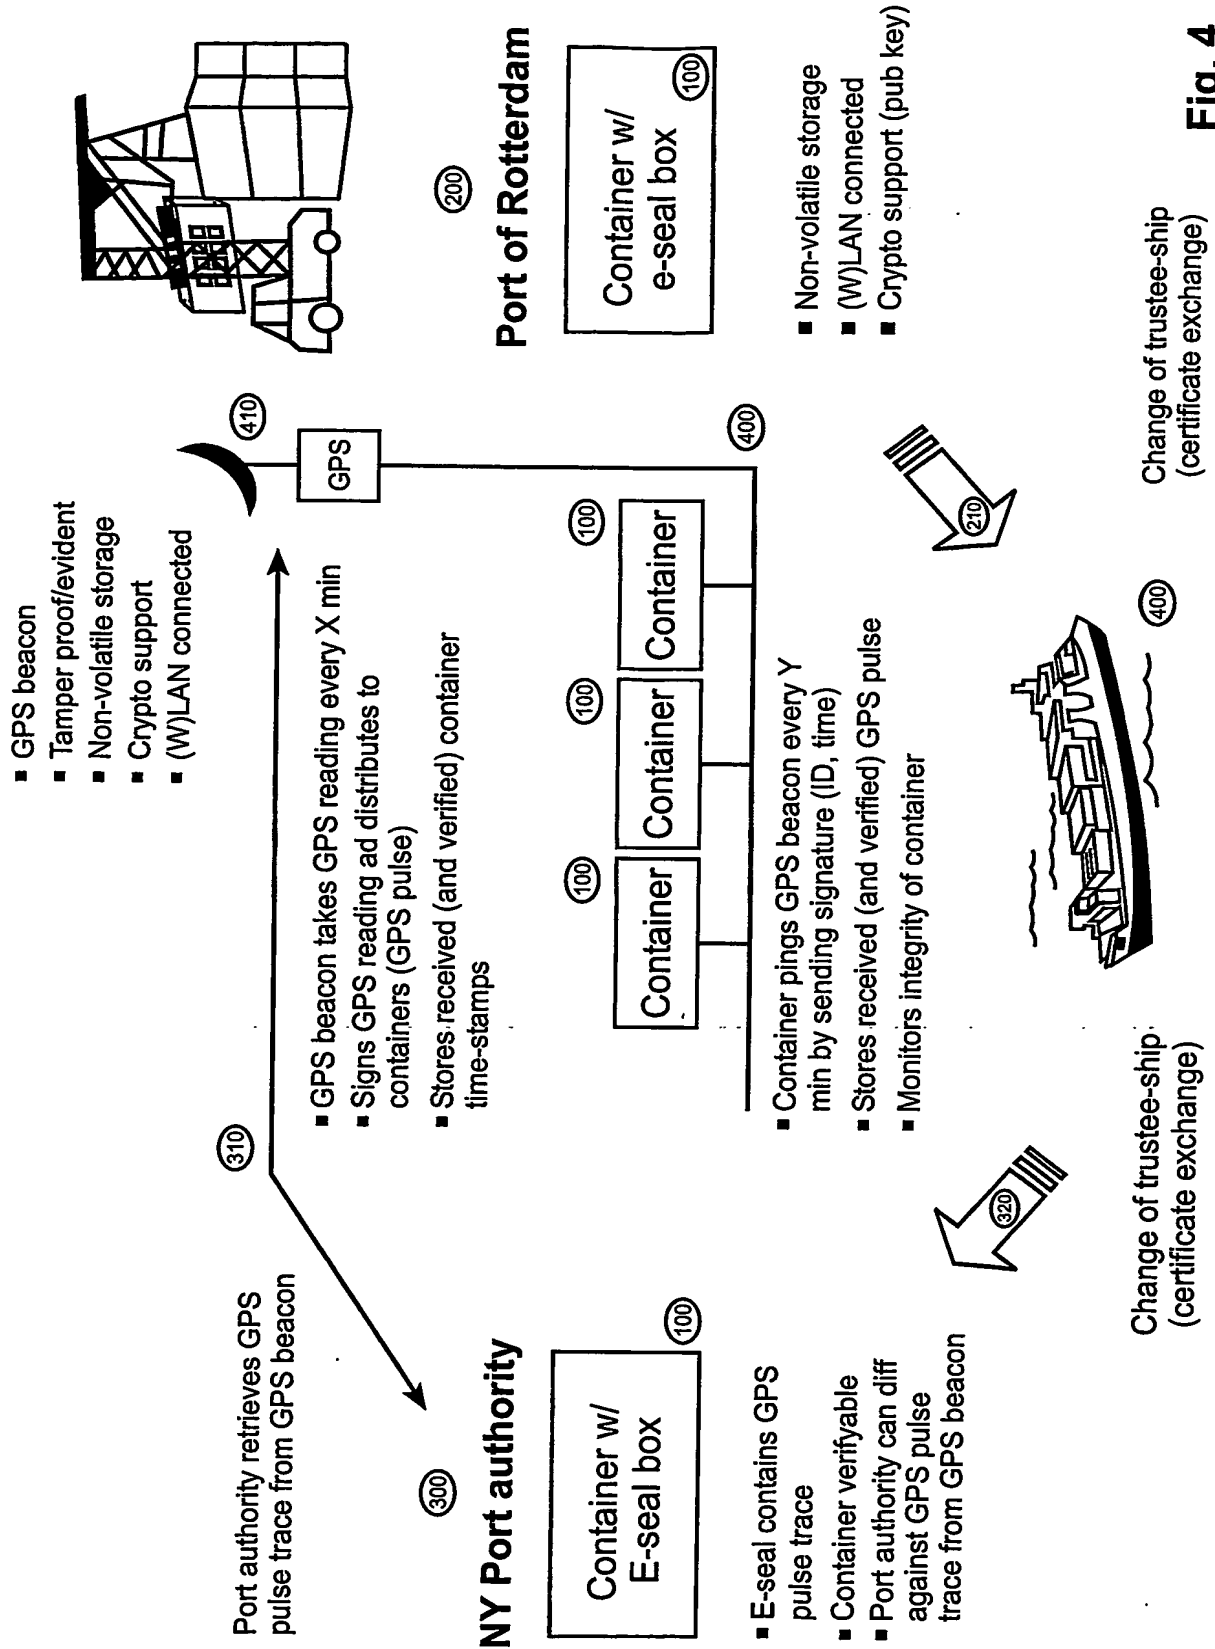 Port authority retrieves GPS
pulse trace from GPS beacon
310
■ GPS beacon
■ Tamper proof/evident
■ Non-volatile storage
■ Crypto support
■ (W)LAN connected
410
GPS
■ GPS beacon takes GPS reading every X min
■ Signs GPS reading ad distributes to
containers (GPS pulse)
■ Stores received (and verified) container
time-stamps
300
NY Port authority
Container w/
E-seal box
100
■ E-seal contains GPS
pulse trace
■ Container verifyable
■ Port authority can diff
against GPS pulse
trace from GPS beacon
100
100
100
Container
Container
Container
400
■ Container pings GPS beacon every Y
min by sending signature (ID, time)
■ Stores received (and verified) GPS pulse
■ Monitors integrity of container
200
Port of Rotterdam
Container w/
e-seal box
100
■ Non-volatile storage
■ (W)LAN connected
■ Crypto support (pub key)
320
210
400
Change of trustee-ship
(certificate exchange)
Change of trustee-ship
(certificate exchange)
Fig. 4